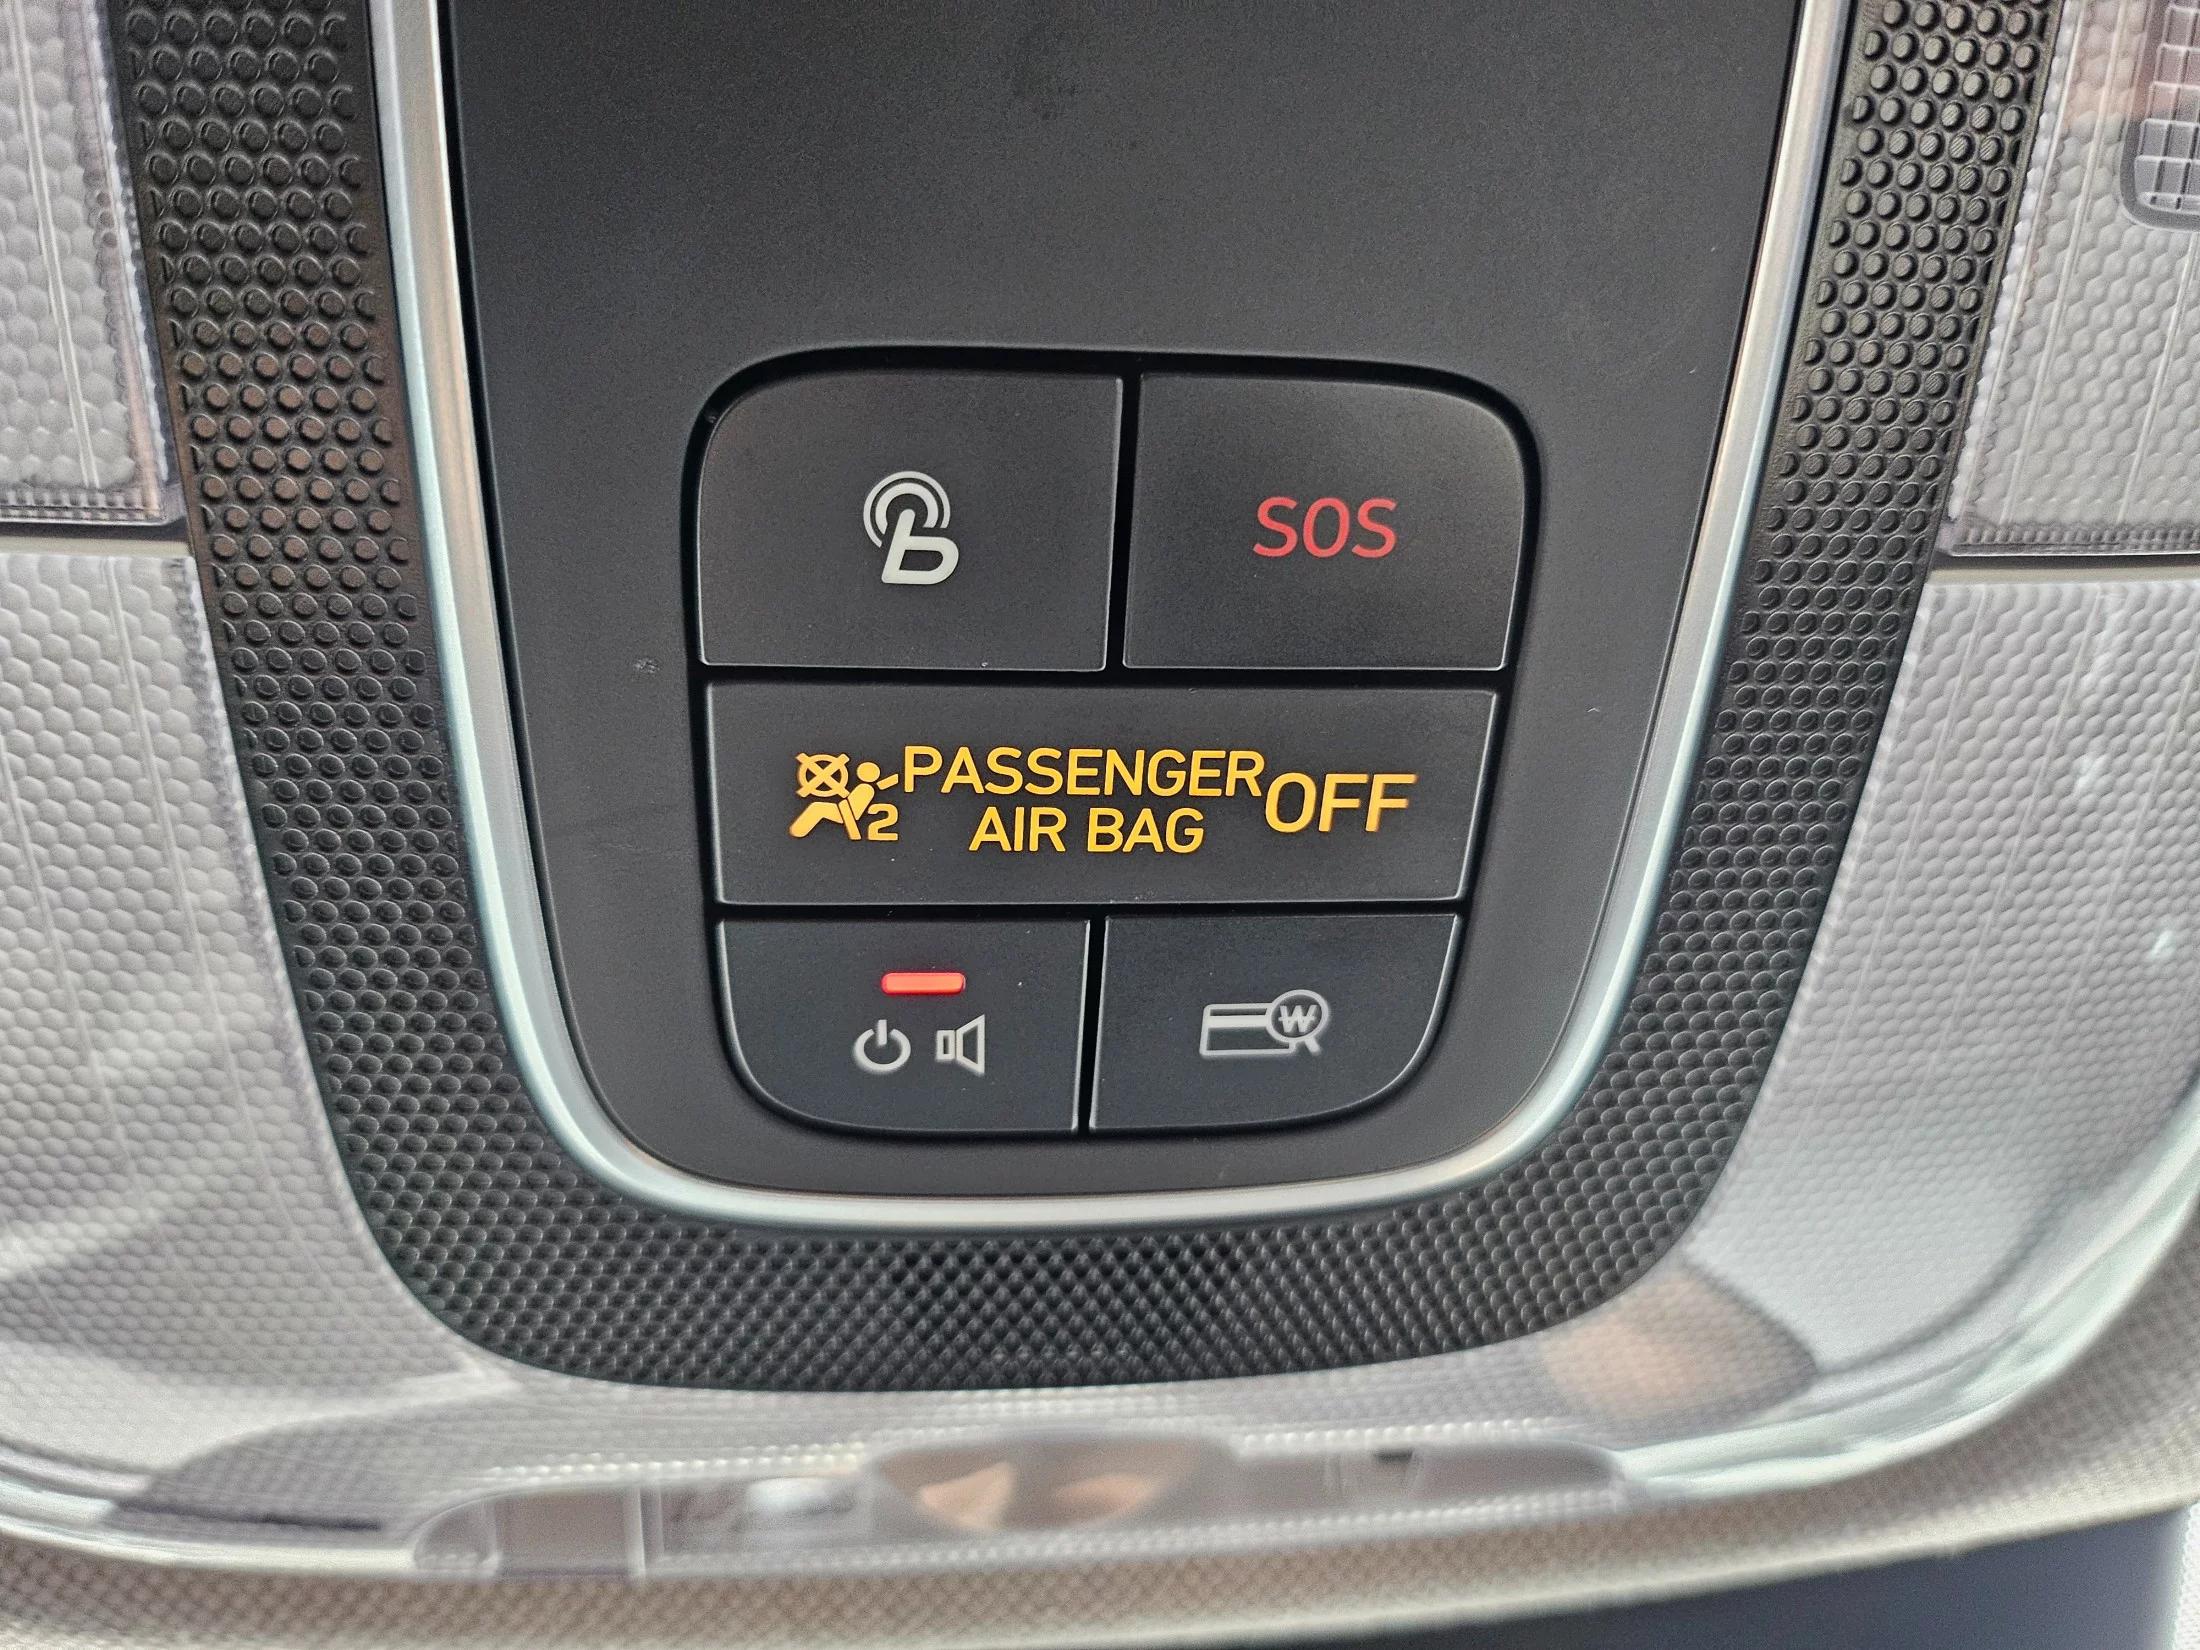 b
SOS
2 PASSENGER
AIR BAG OFF
₩